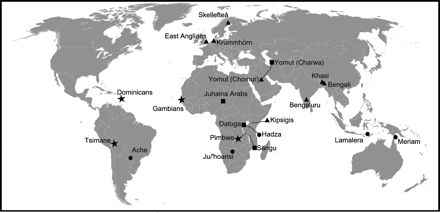 Skellefteå
East Anglians
Krummhörn
Yomut (Charwa)
Yomut (Chomur)
Khasi
Bengali
Dominicans
Gambians
Juhaina Arabs
Bengaluru
Datoga
Kipsigis
Tsimane
Pimbwe
Hadza
Ache
Ju/'hoansi
Sangu
Lamalera
Meriam